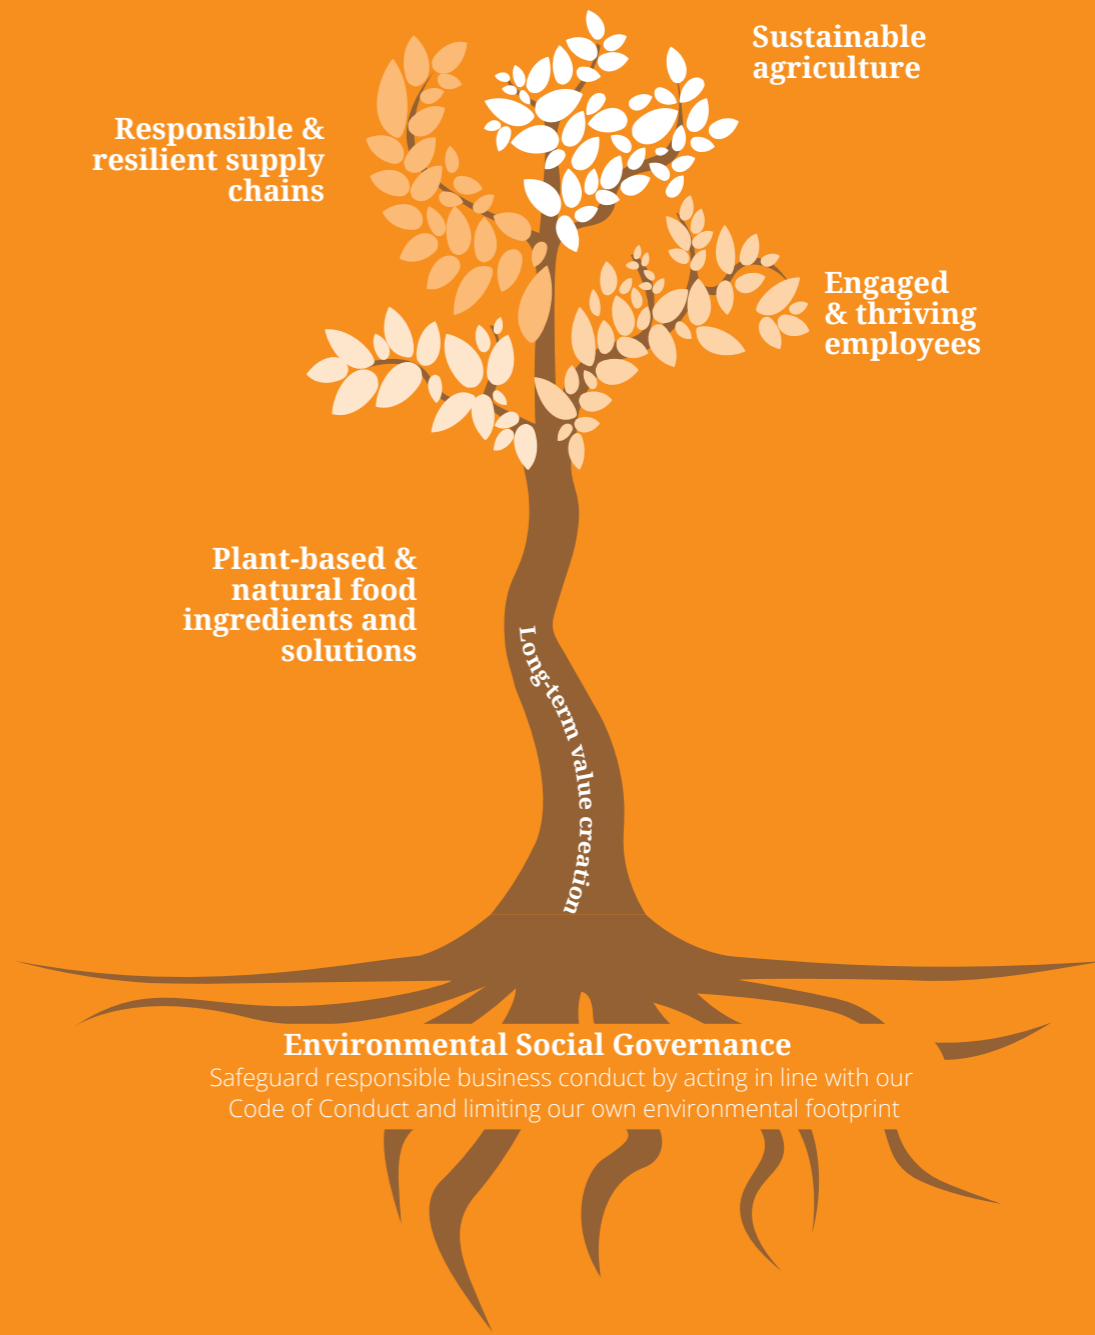 Sustainable
agriculture
Responsible &
resilient supply
chains
Engaged
& thriving
employees
Plant-based &
natural food
ingredients and
solutions
Long-term value creation
Environmental Social Governance
Safeguard responsible business conduct by acting in line with our
Code of Conduct and limiting our own environmental footprint